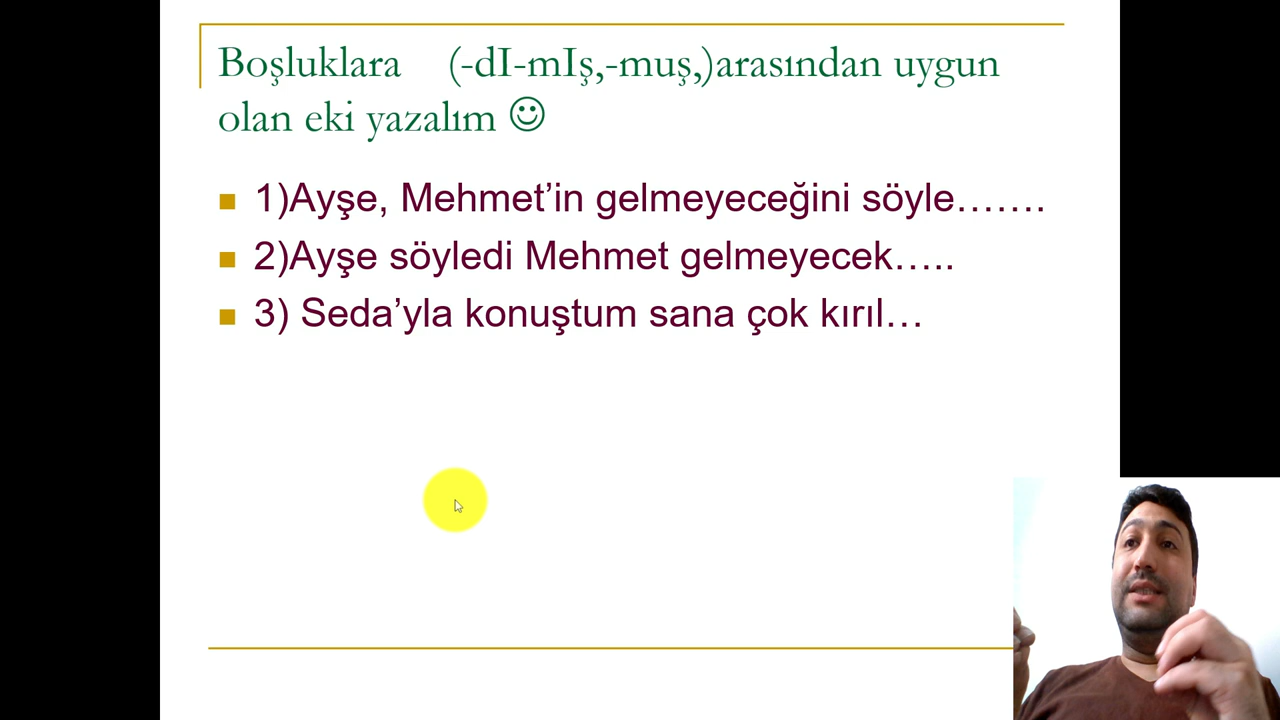 Boşluklara (-dI-mIş,-muş,)arasından uygun
olan eki yazalım ☺
1)Ayşe, Mehmet’in gelmeyeceğini söyle…….
2)Ayşe söyledi Mehmet gelmeyecek…..
3) Seda’yla konuştum sana çok kırıl…